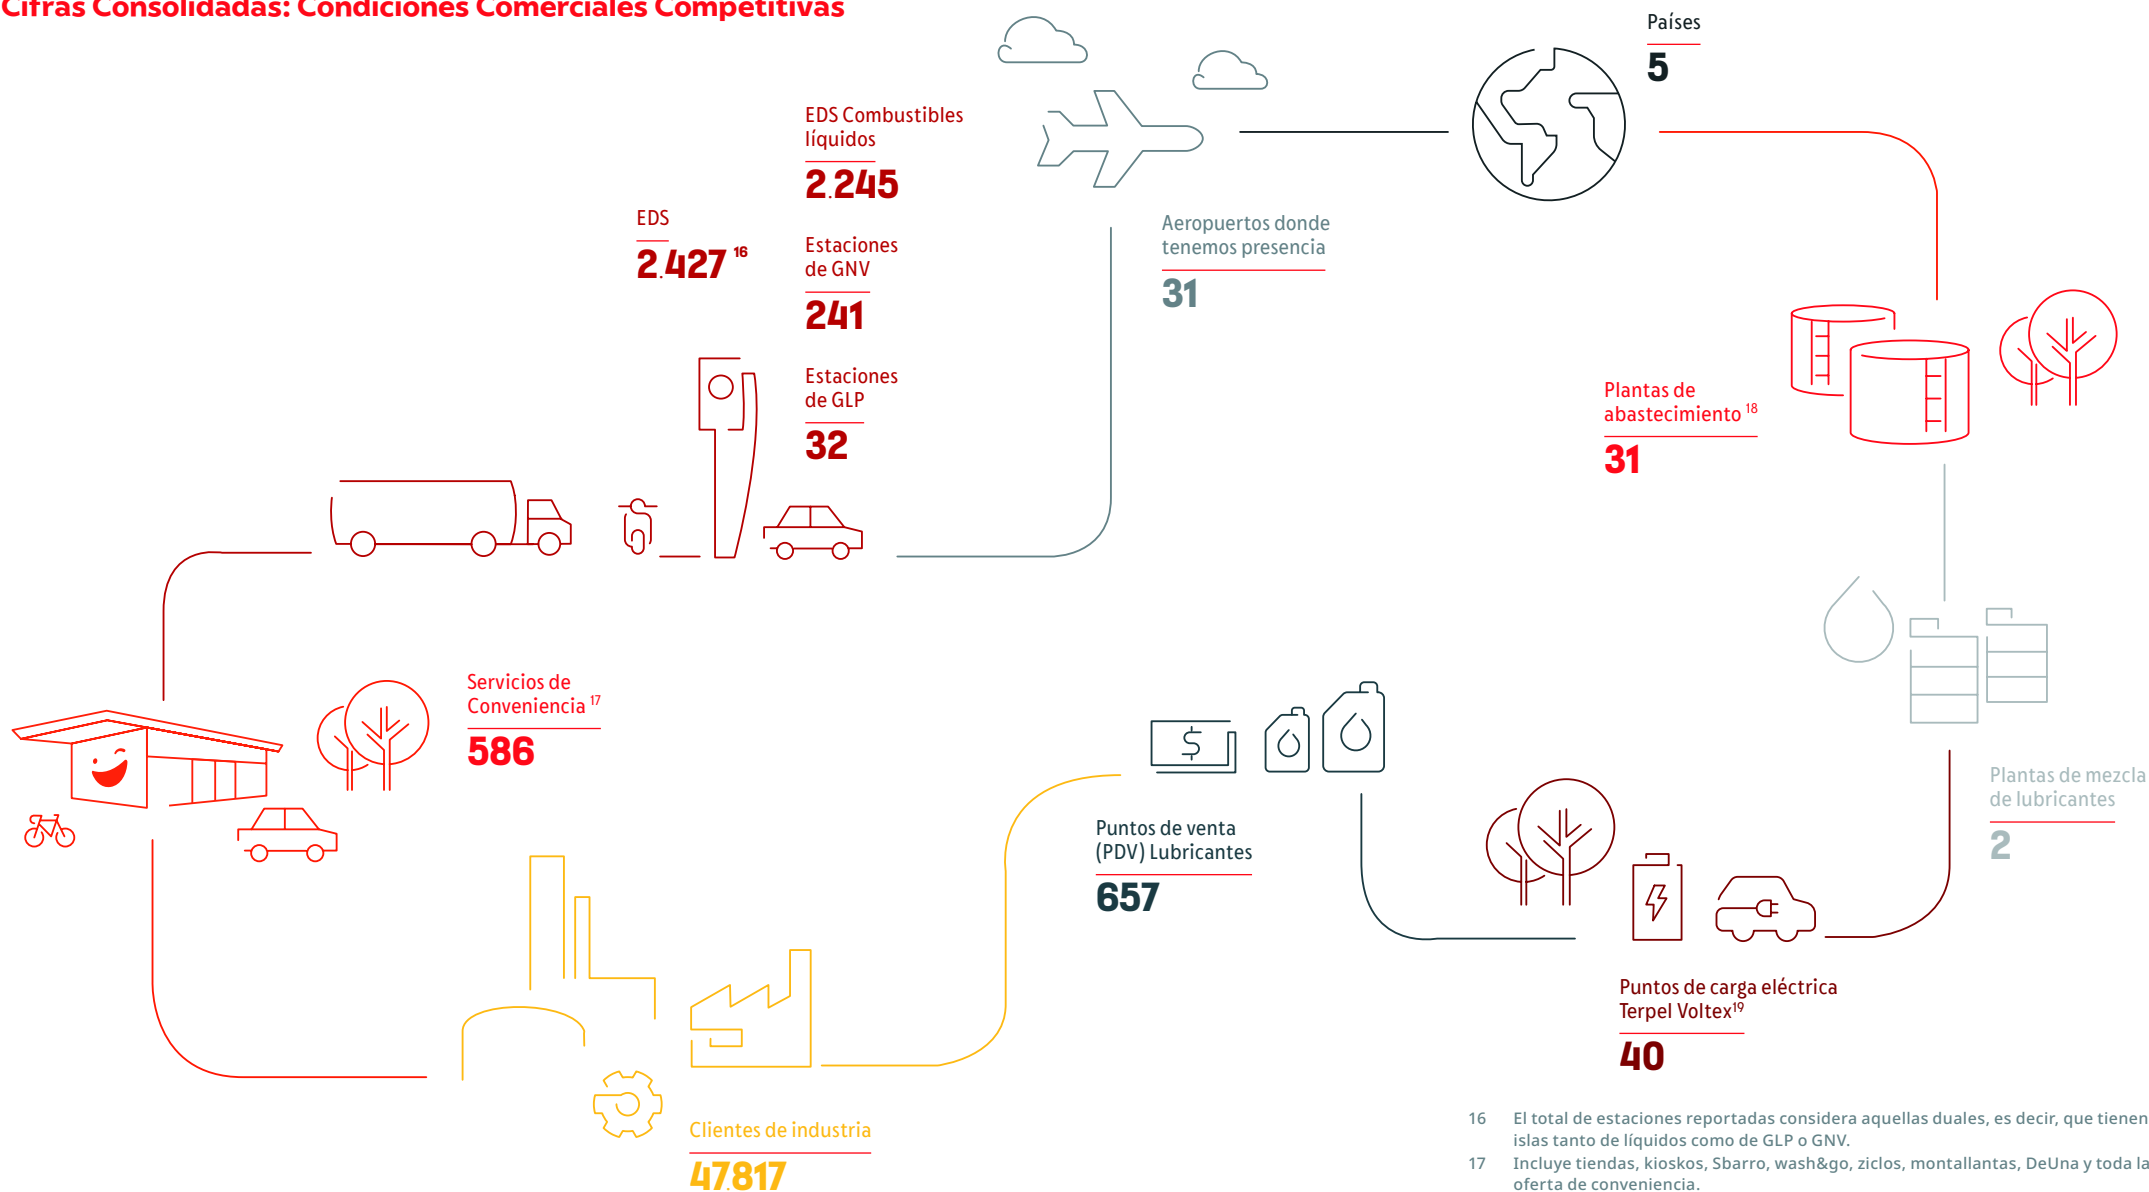 Cifras Consolidadas: Condiciones Comerciales Competitivas
Países
5
EDS Combustibles
líquidos
2.245
EDS
2.427 16
Estaciones
de GNV
241
Estaciones
de GLP
32
Aeropuertos donde
tenemos presencia
31
Plantas de
abastecimiento 18
31
Servicios de
Conveniencia 17
586
$
Puntos de venta
(PDV) Lubricantes
657
Plantas de mezcla
de lubricantes
2
Puntos de carga eléctrica
Terpel Voltex19
40
Clientes de industria
47.817
16 El total de estaciones reportadas considera aquellas duales, es decir, que tienen
islas tanto de líquidos como de GLP o GNV.
17 Incluye tiendas, kioskos, Sbarro, wash&go, ziclos, montallantas, DeUna y toda la
oferta de conveniencia.